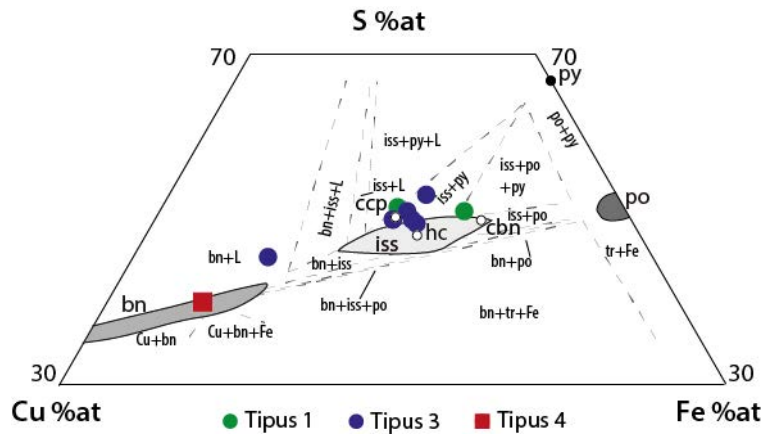 S %at
70
70
py
po+py
iss+py+L
iss+L
iss+py
iss+po
+py
bn+iss+L
ccp
po
iss+po
cbn
hc
iss
tr+Fe
bn+L
bn+iss
bn+po
bn
bn+iss+po
bn+tr+Fe
Cu+bn
Cu+bn+Fe
30
30
Cu %at
Fe %at
Tipus 1
Tipus 3
Tipus 4